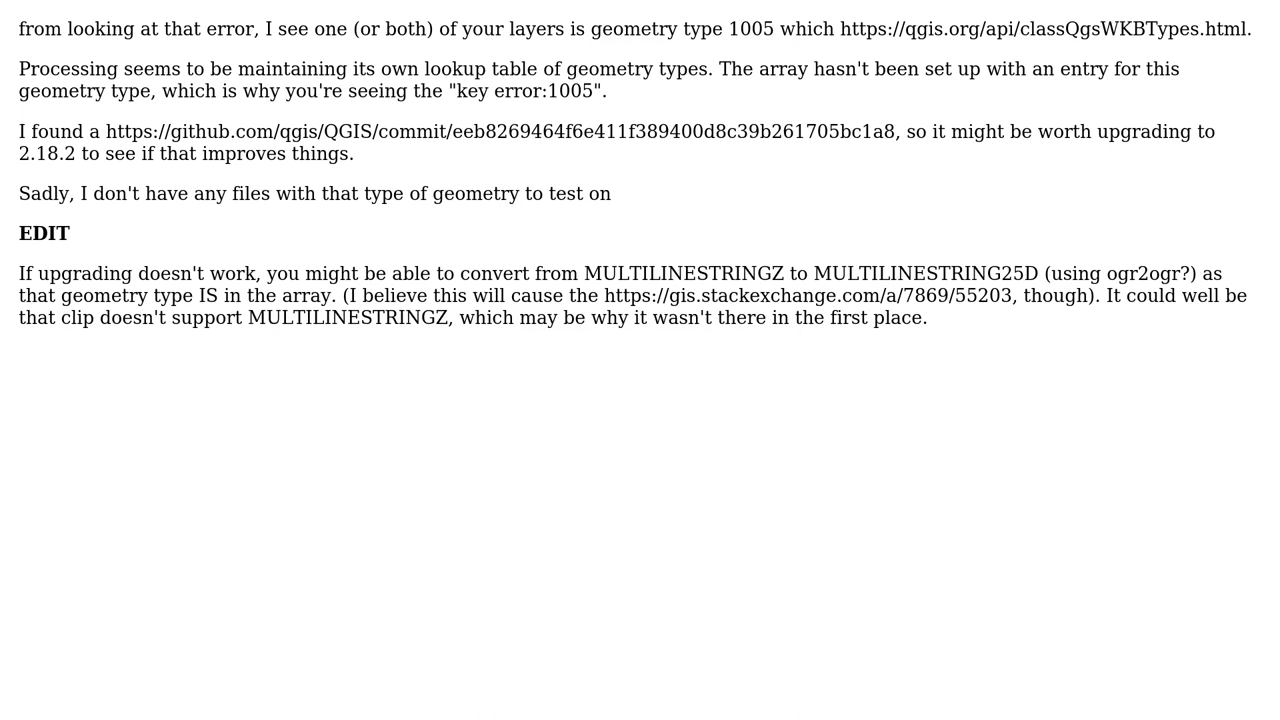 from looking at that error, I see one (or both) of your layers is geometry type 1005 which https://qgis.org/api/classQgsWKBTypes.html.
Processing seems to be maintaining its own lookup table of geometry types. The array hasn't been set up with an entry for this
geometry type, which is why you're seeing the "key error:1005".
I found a https://github.com/qgis/QGIS/commit/eeb8269464f6e411f389400d8c39b261705bc1a8, so it might be worth upgrading to
2.18.2 to see if that improves things.
Sadly, I don't have any files with that type of geometry to test on
EDIT
If upgrading doesn't work, you might be able to convert from MULTILINESTRINGZ to MULTILINESTRING25D (using ogr2ogr?) as
that geometry type IS in the array. (I believe this will cause the https://gis.stackexchange.com/a/7869/55203, though). It could well be
that clip doesn't support MULTILINESTRINGZ, which may be why it wasn't there in the first place.